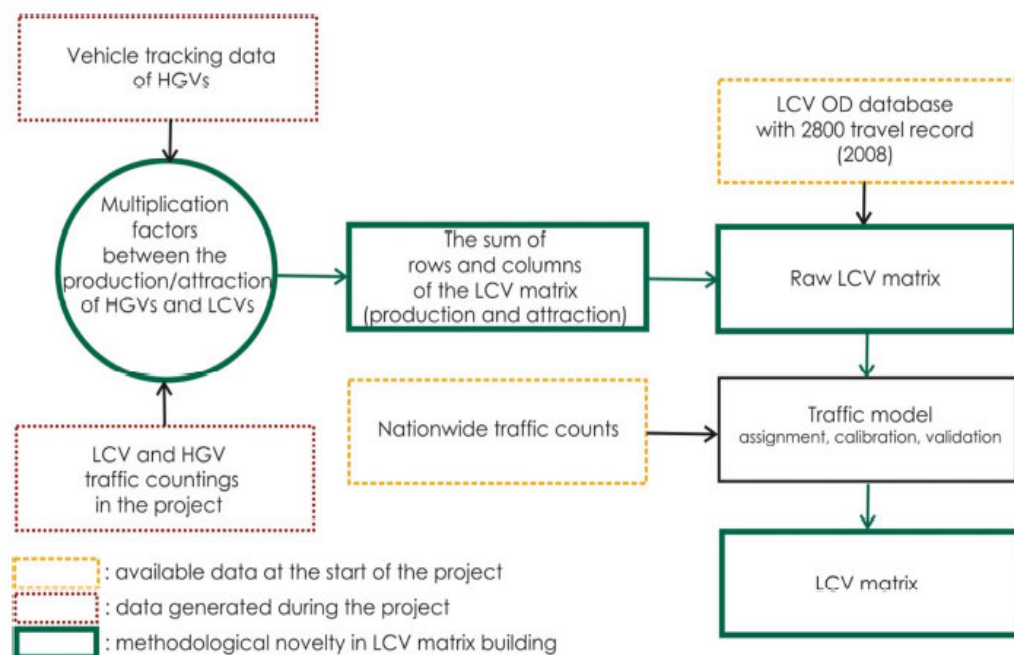 Vehicle tracking data
of HGVs
LCV OD database
with 2800 travel record
(2008)
Multiplication
factors
between the
production/attraction
of HGVs and LCVs
The sum of
rows and columns
of the LCV matrix
(production and attraction)
Raw LCV matrix
LCV and HGV
traffic countings
in the project
Nationwide traffic counts
Traffic model
assignment, calibration, validation
LCV matrix
: available data at the start of the project
: data generated during the project
: methodological novelty in LCV matrix building